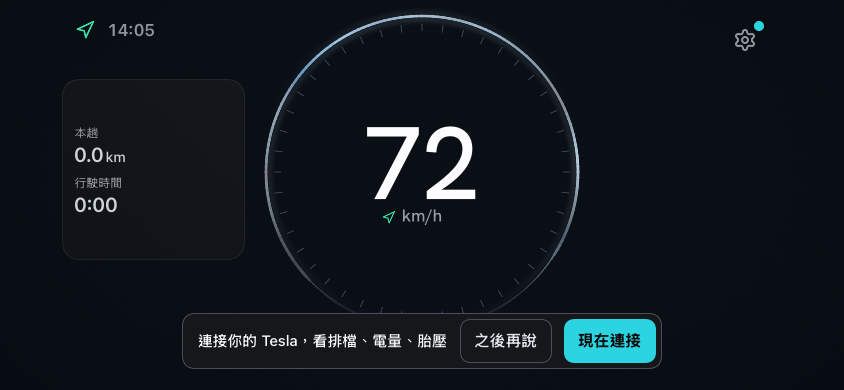 14:05
本趟
0.0 km
行駛時間
0:00
72
km/h
連接你的 Tesla，看排檔、電量、胎壓
之後再說
現在連接